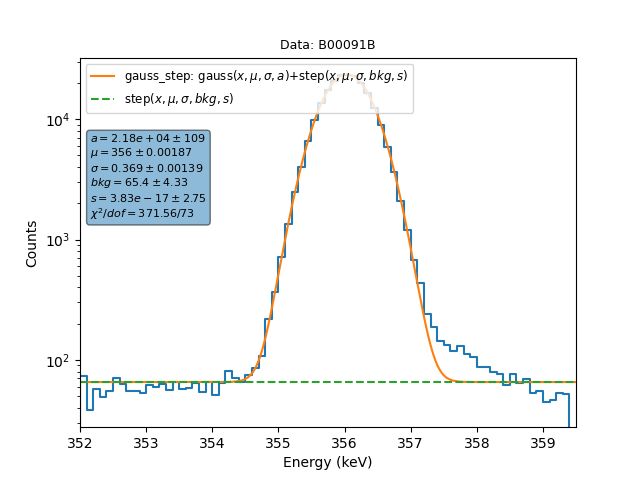 Data: B00091B
gauss_step: gauss(x, μ, σ, a)+step(x, μ, σ, bkg, s)
step(x, μ, σ, bkg, s)
a = 2.18e + 04 ± 109
μ = 356 ± 0.00187
σ = 0.369 ± 0.00139
bkg = 65.4 ± 4.33
s = 3.83e − 17 ± 2.75
χ²/dof = 371.56/73
10⁴
10³
10²
Counts
352 353 354 355 356 357 358 359
Energy (keV)